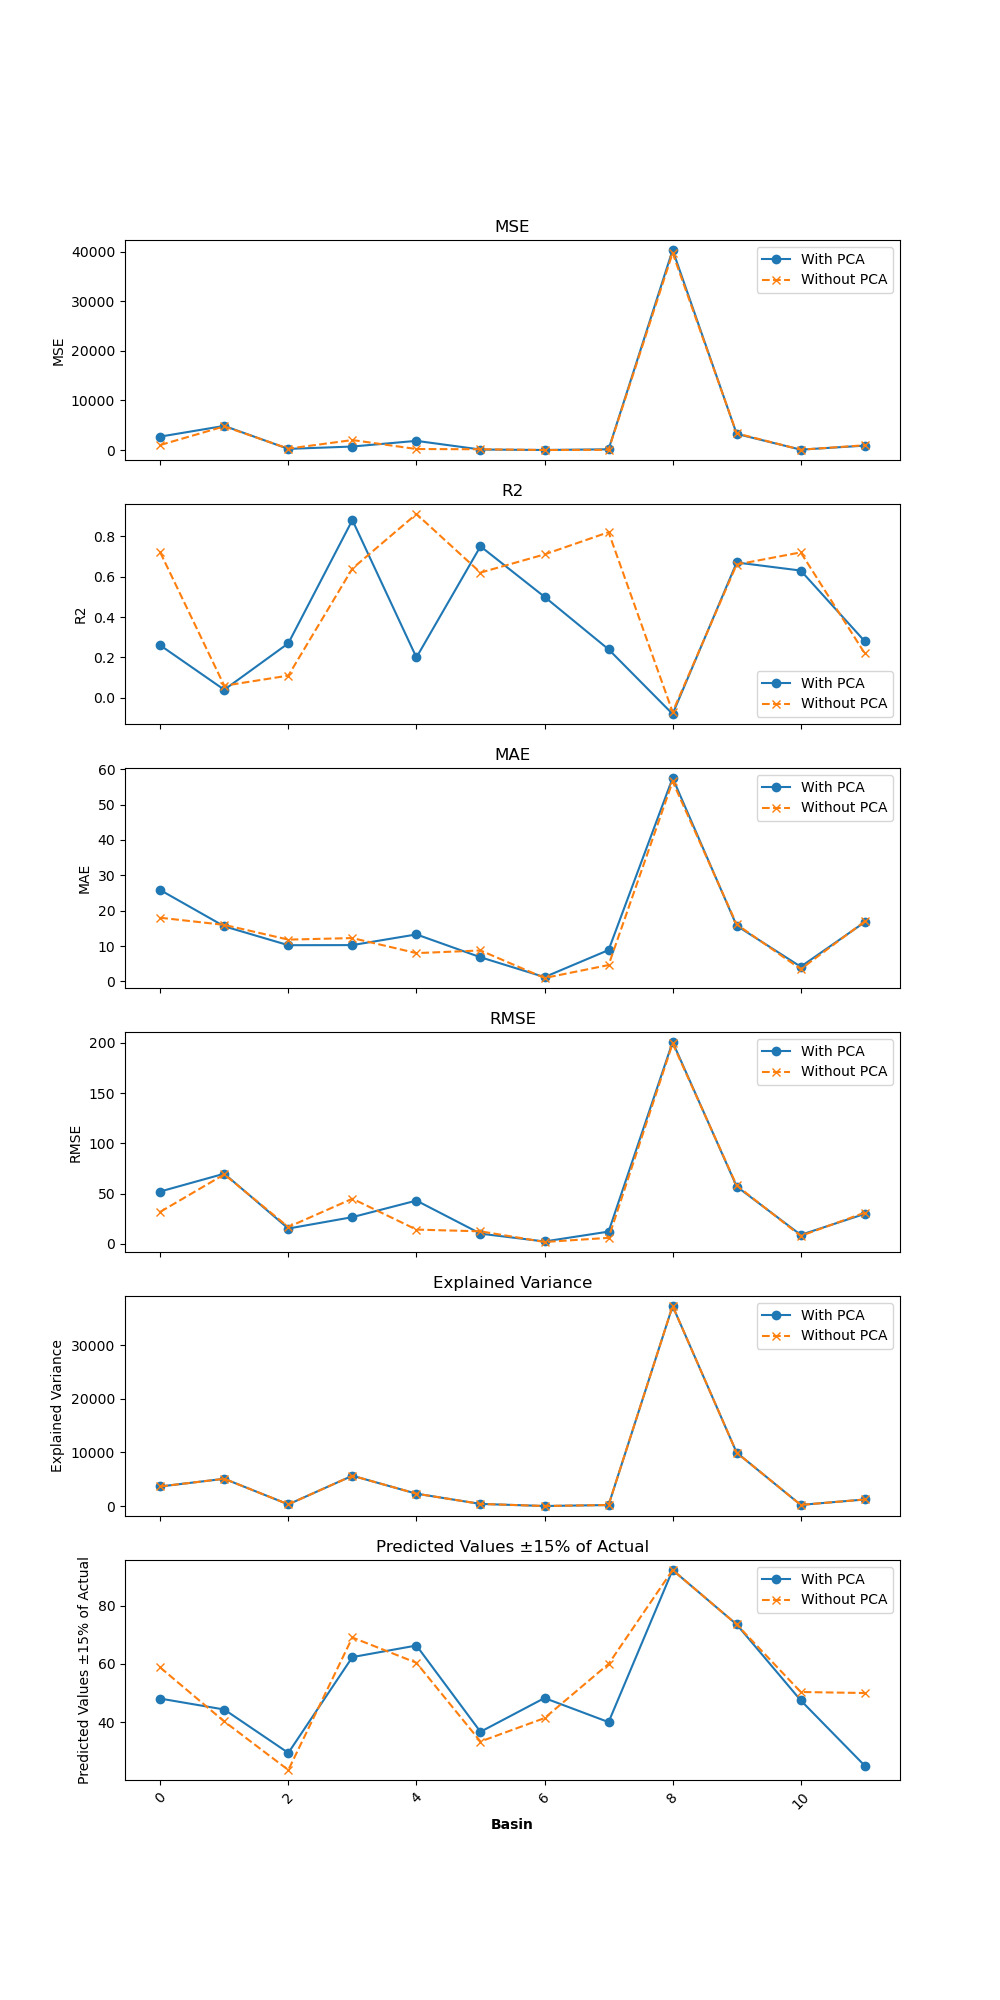 MSE
40000
30000
20000
10000
0
MSE
With PCA
Without PCA
R2
0.8
0.6
0.4
0.2
0.0
R2
With PCA
Without PCA
MAE
60
50
40
30
20
10
0
MAE
With PCA
Without PCA
RMSE
200
150
100
50
0
RMSE
With PCA
Without PCA
Explained Variance
30000
20000
10000
0
Explained Variance
With PCA
Without PCA
Predicted Values ±15% of Actual
80
60
40
Predicted Values ±15% of Actual
With PCA
Without PCA
0 2 4 6 8 10
Basin